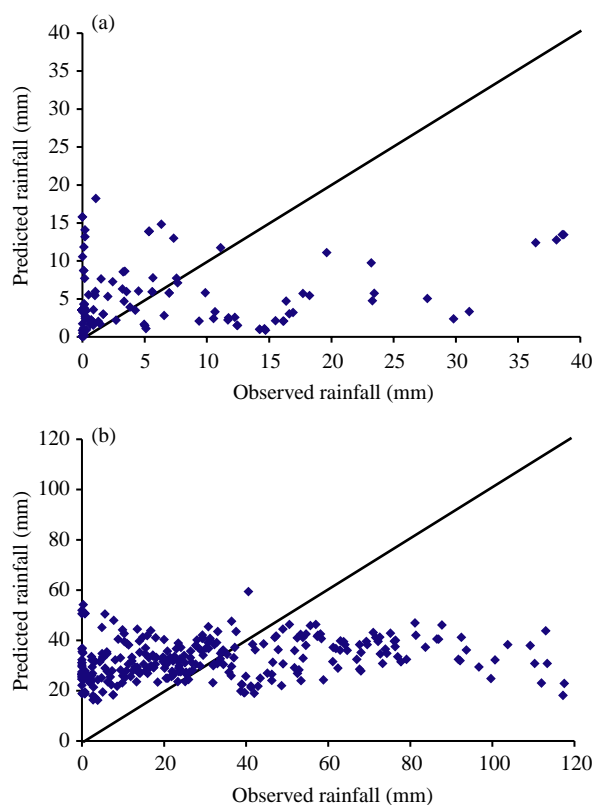 (a)
40
35
30
25
20
15
10
5
0
Predicted rainfall (mm)
0 5 10 15 20 25 30 35 40
Observed rainfall (mm)
(b)
120
100
80
60
40
20
0
Predicted rainfall (mm)
0 20 40 60 80 100 120
Observed rainfall (mm)